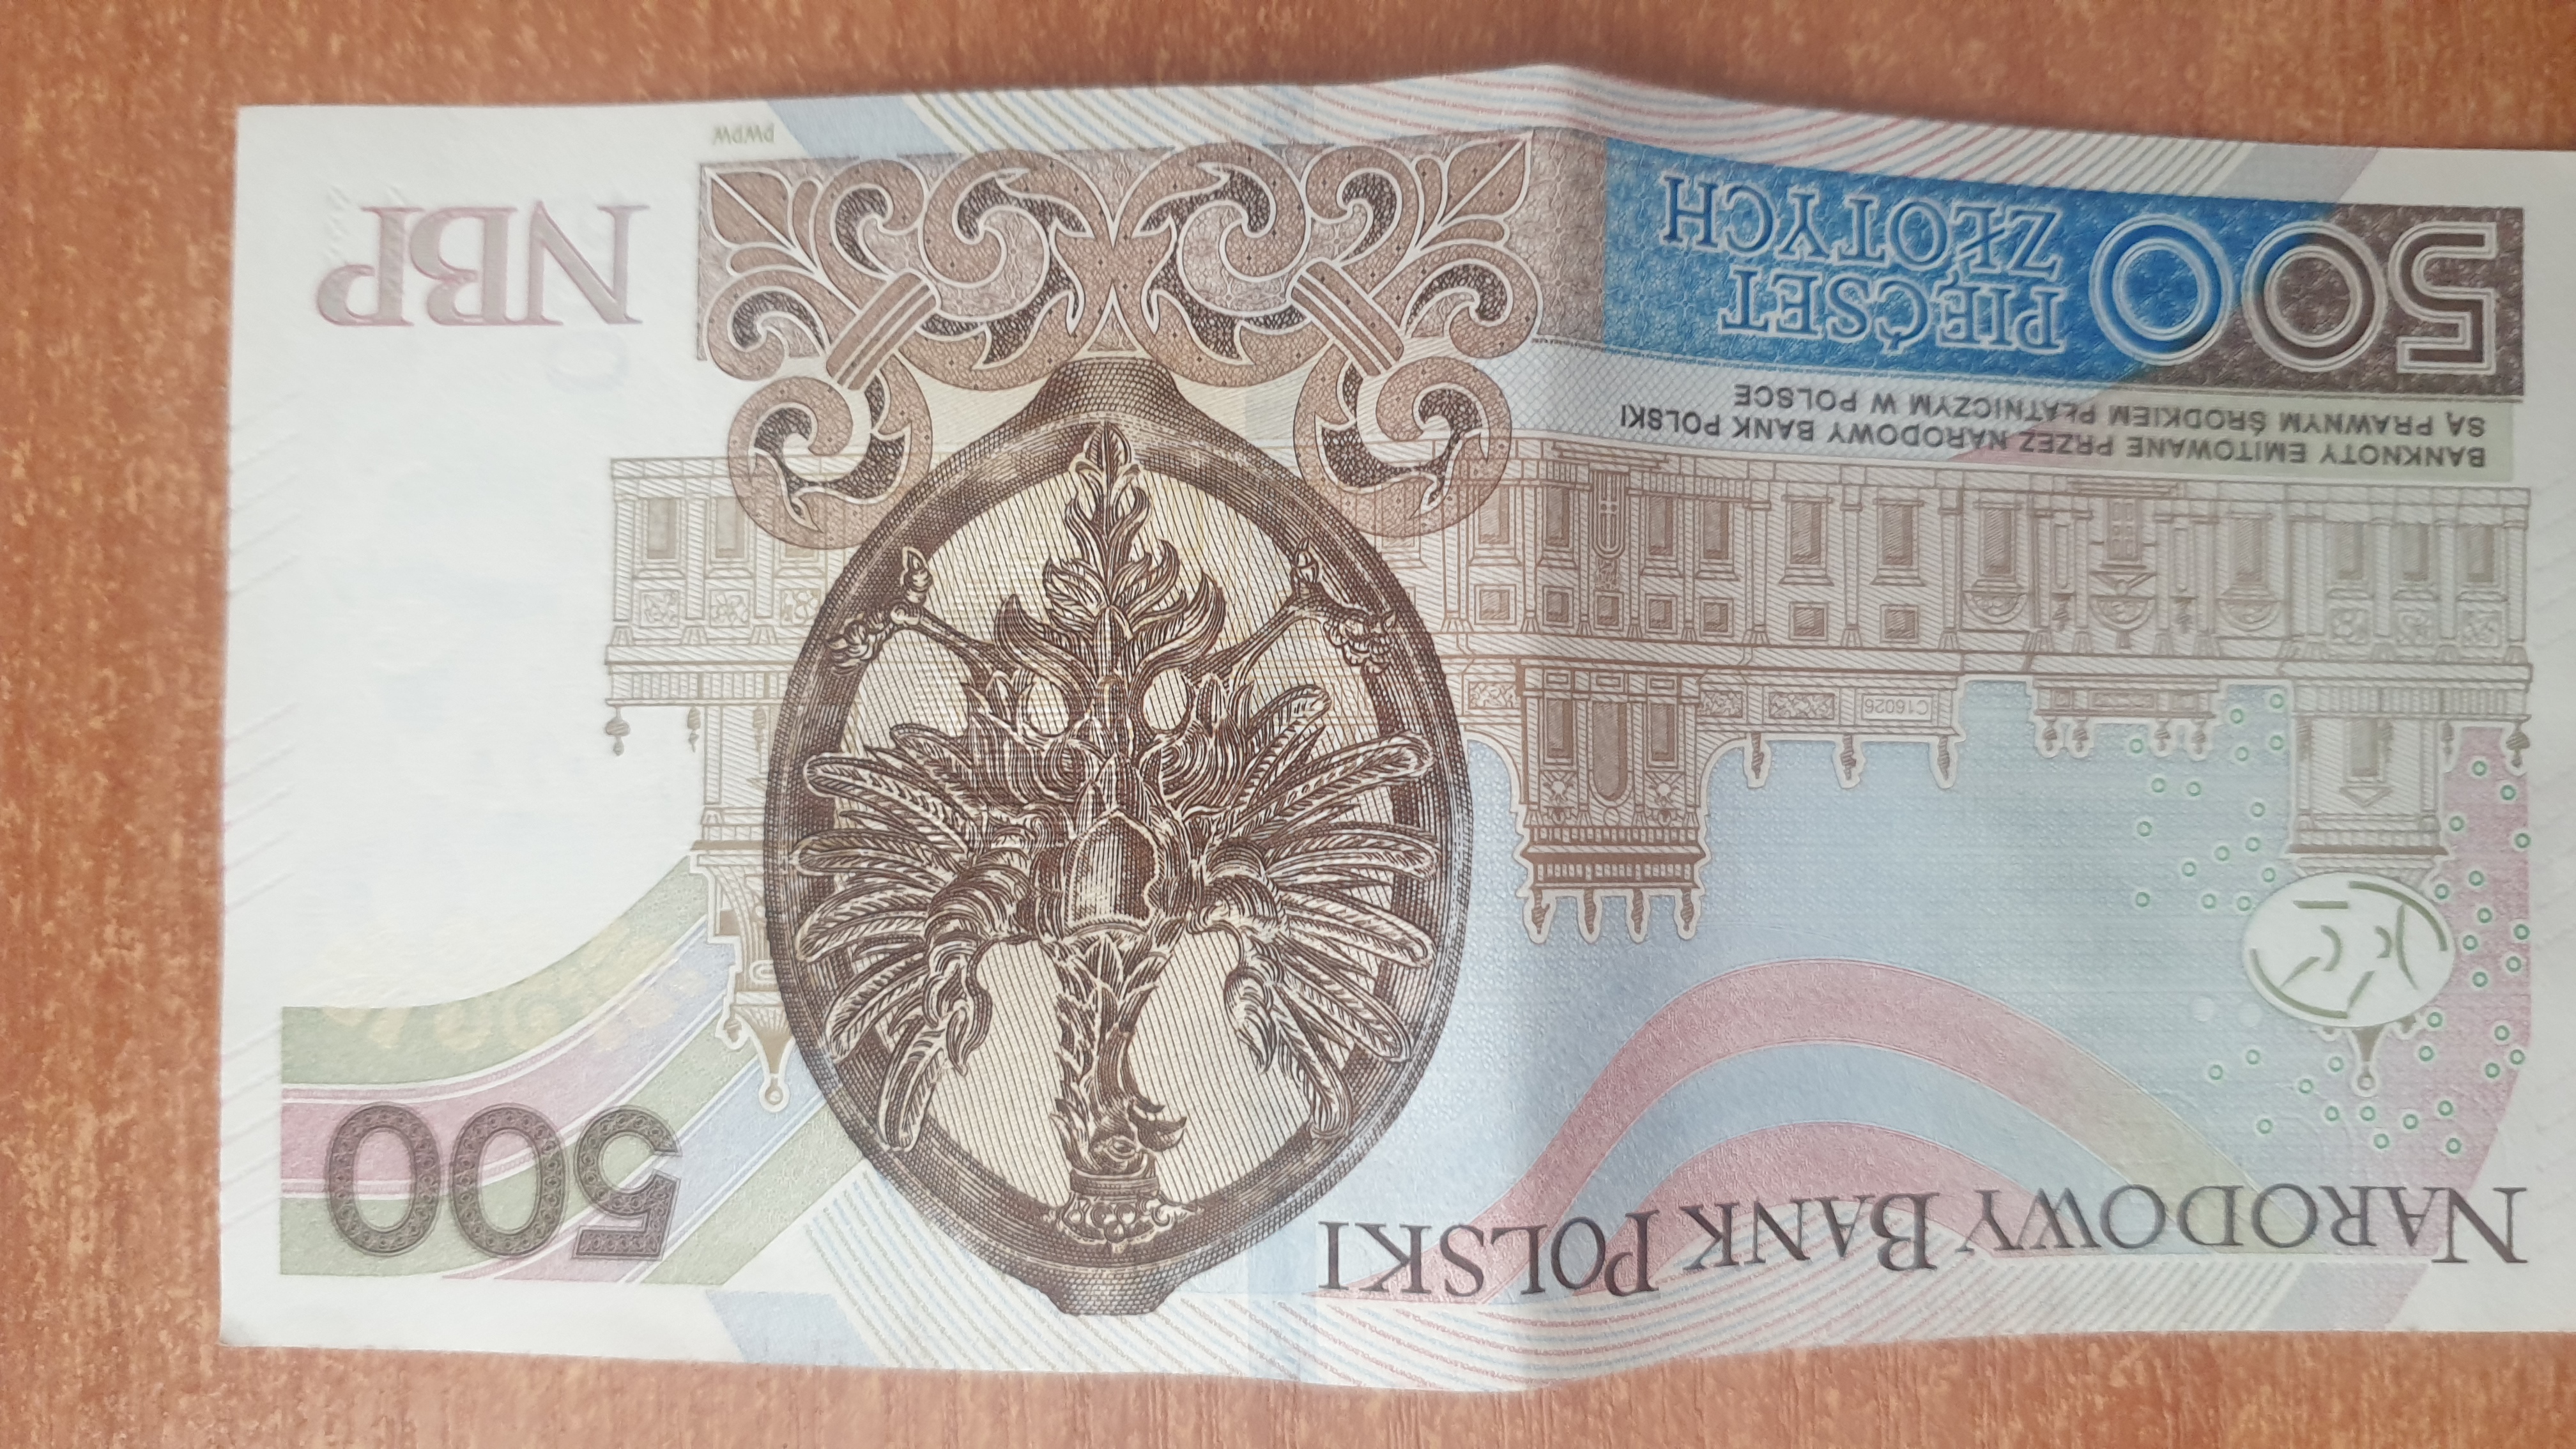 NARODOWY BANK POLSKI
500
C16026
BANKNOTY EMITOWANE PRZEZ NARODOWY BANK POLSKI
SĄ PRAWNYM ŚRODKIEM PŁATNICZYM W POLSCE
500 PIĘĆSET
ZŁOTYCH
NBP
PWPW